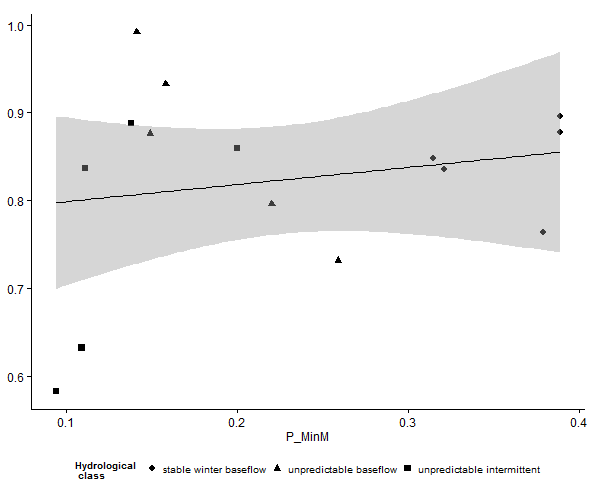 1.0
0.9
0.8
0.7
0.6
0.1 0.2 0.3 0.4
P_MinM
Hydrological
class
stable winter baseflow unpredictable baseflow unpredictable intermittent